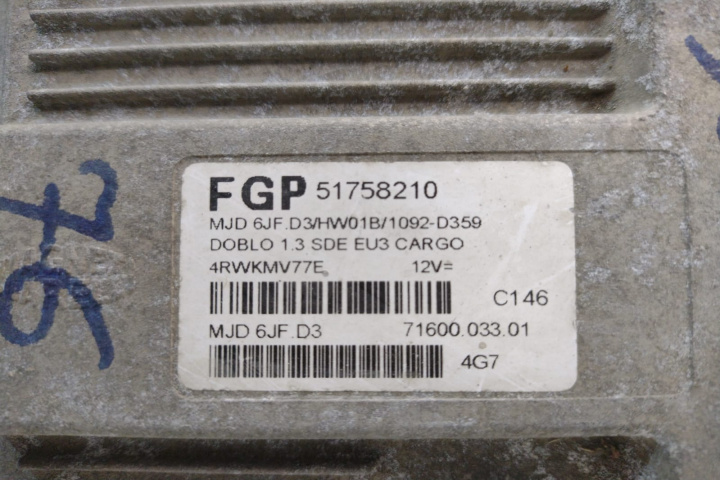 FGP 51758210
MJD 6JF.D3/HW01B/1092-D359
DOBLO 1.3 SDE EU3 CARGO
4RWKMV77E 12V=
C146
MJD 6JF.D3 71600.033.01
4G7
76